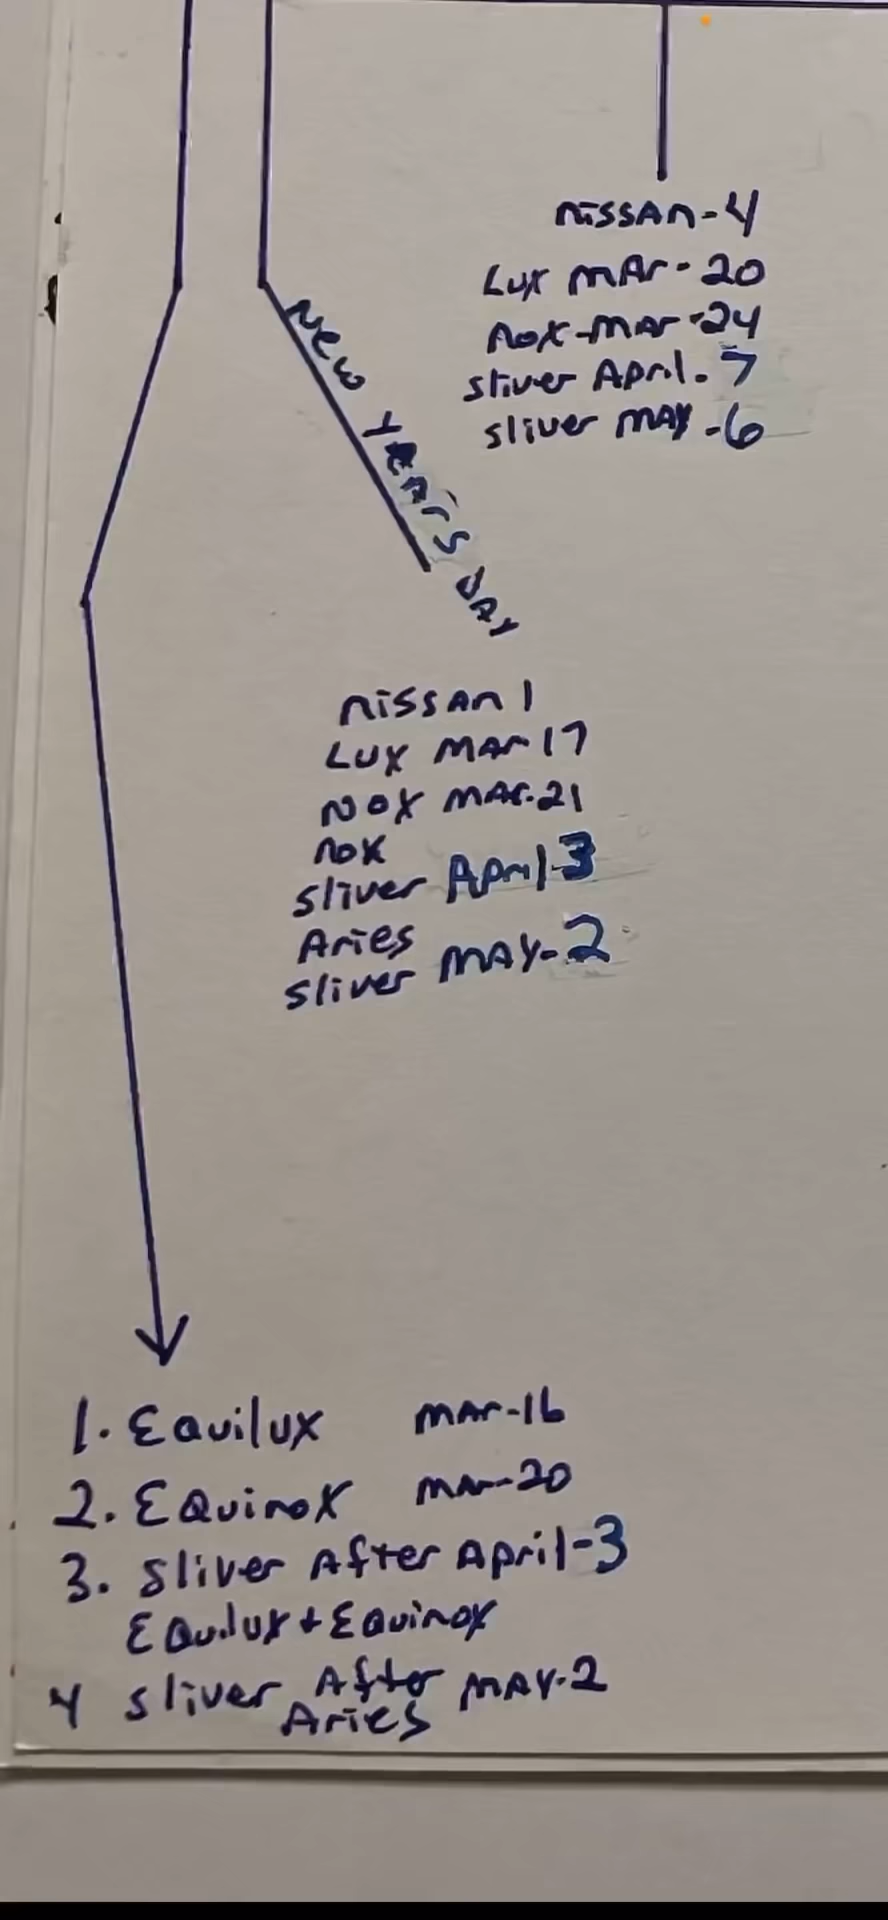 nissan-4
Lux mar-20
nox-mar-24
sliver April-7
sliver may-6
New Years Day
nissan 1
Lux mar 17
Nox mar.21
nox
sliver April-3
Aries
sliver may-2
1. Equilux mar-16
2. Equinox mar-20
3. sliver After April-3
Equilux + Equinox
4 sliver After may-2
Aries